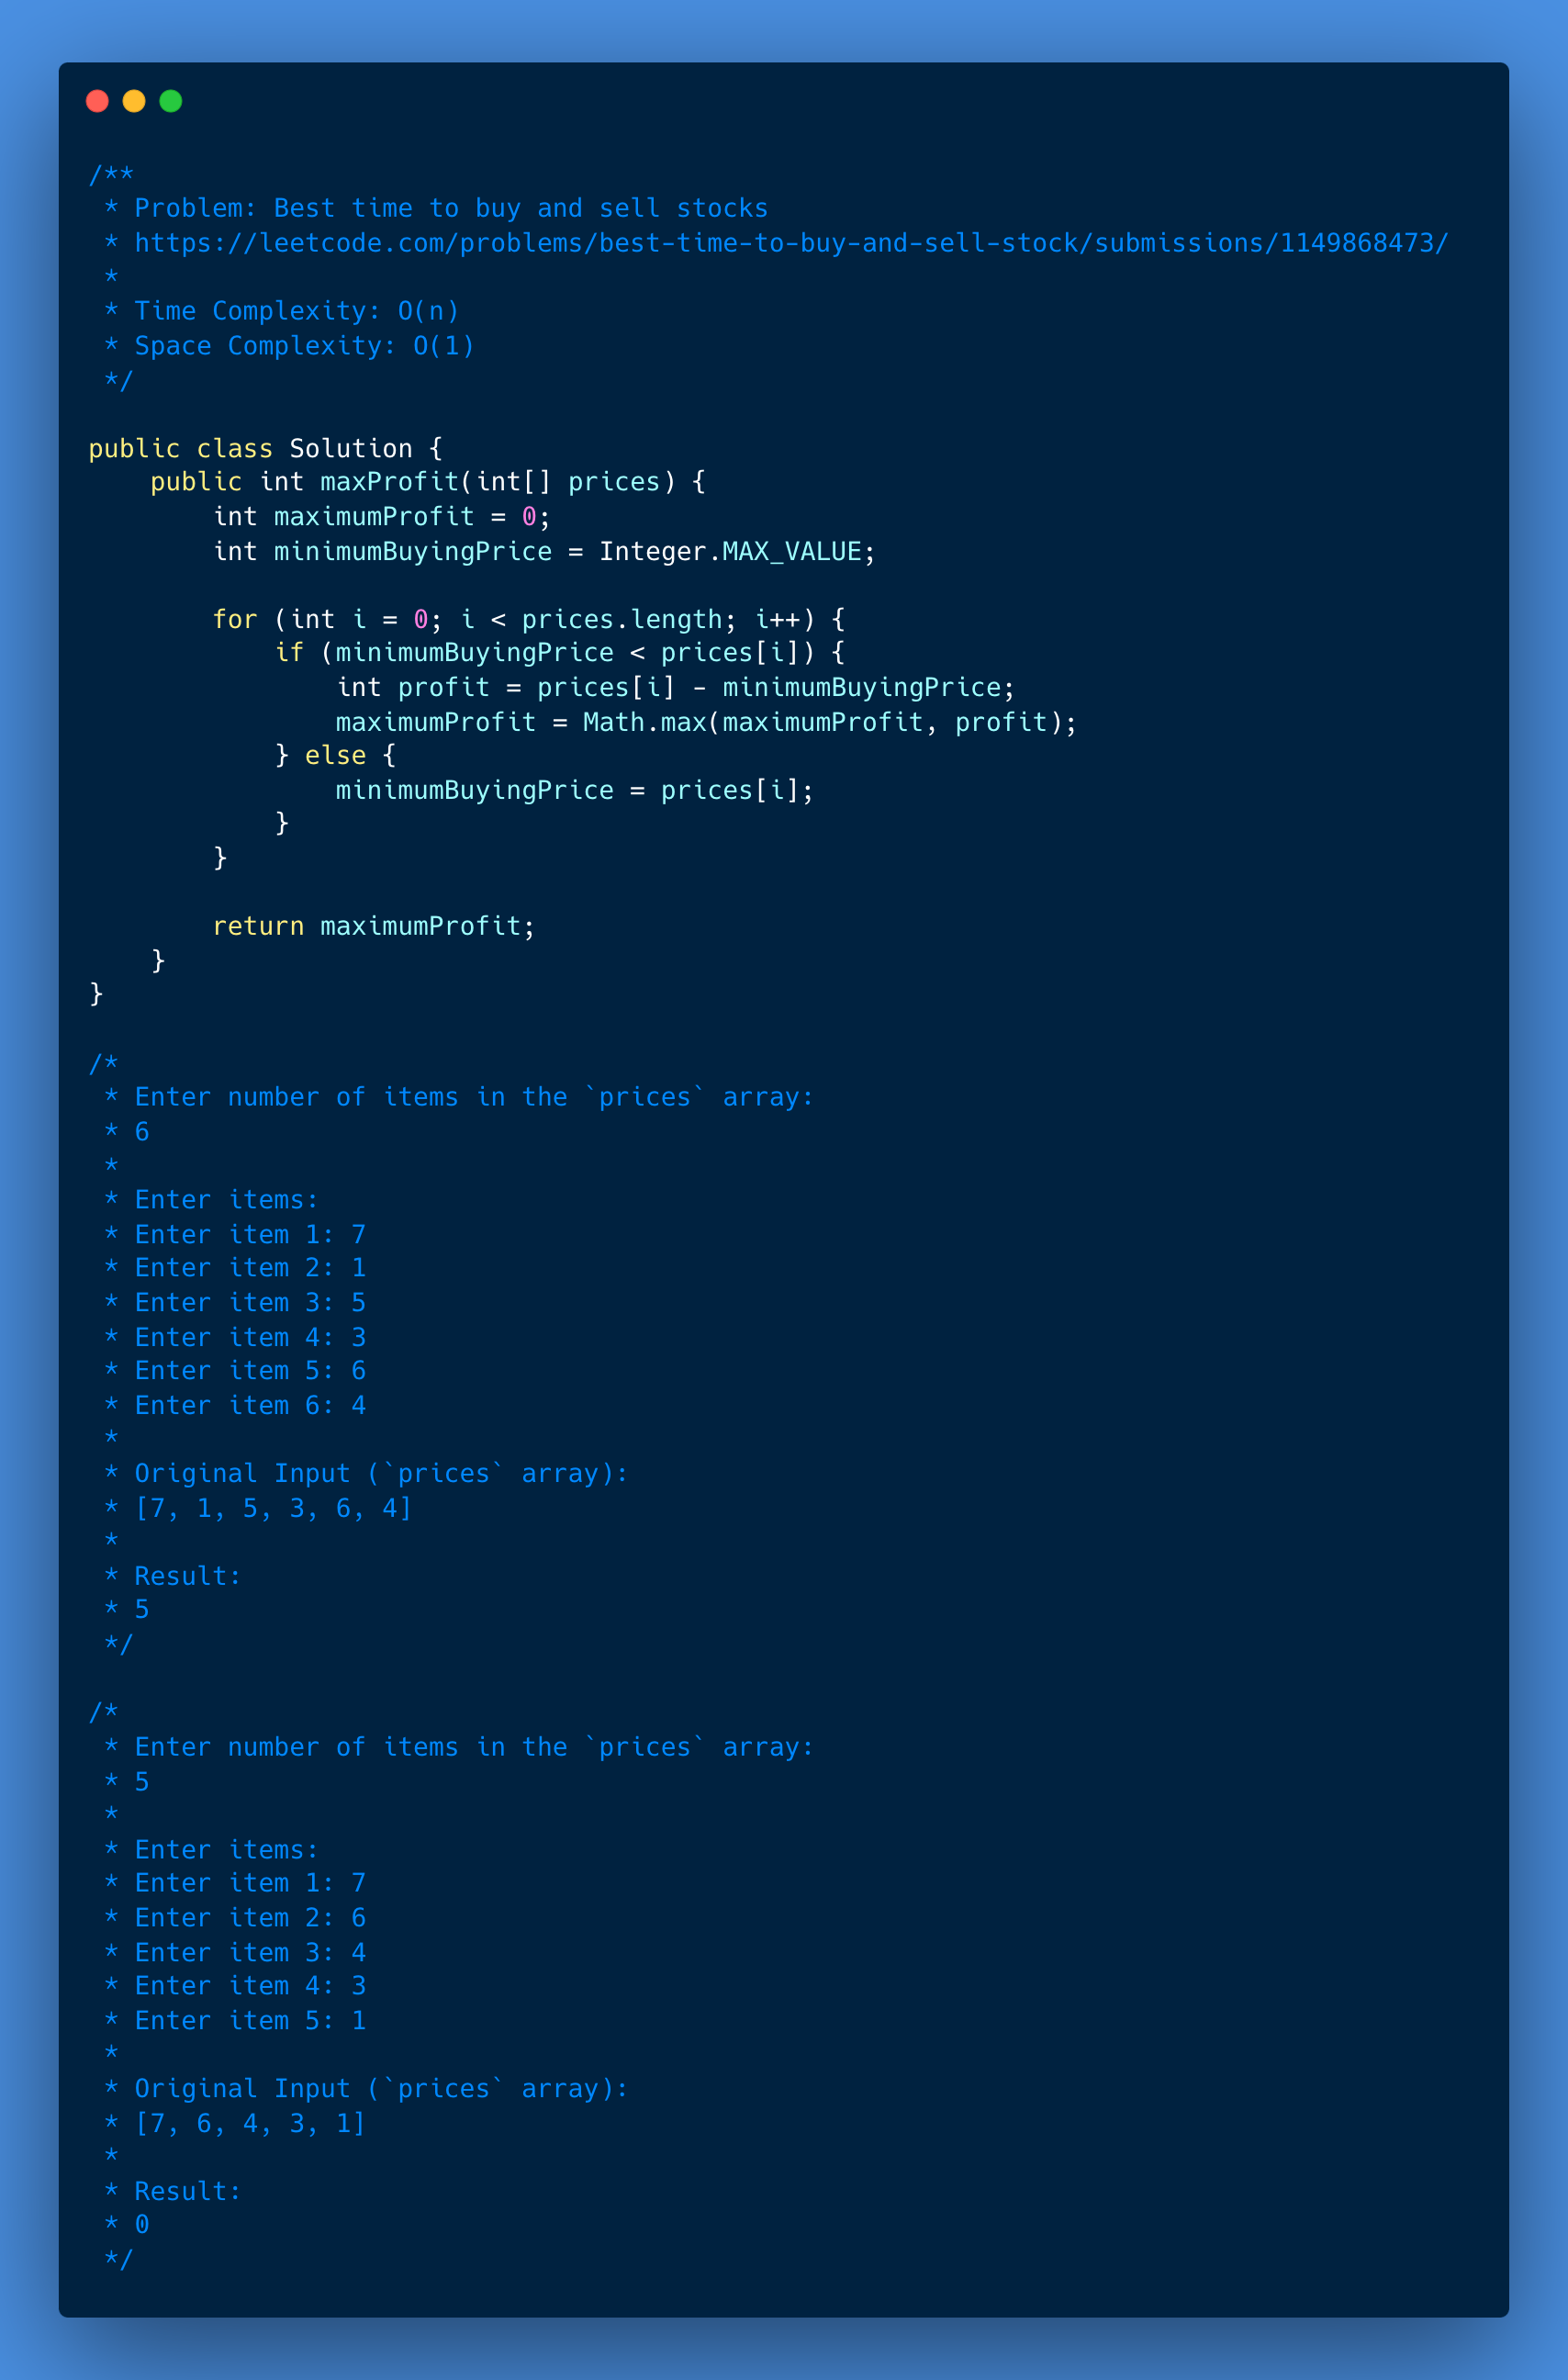 /**
 * Problem: Best time to buy and sell stocks
 * https://leetcode.com/problems/best-time-to-buy-and-sell-stock/submissions/1149868473/
 *
 * Time Complexity: O(n)
 * Space Complexity: O(1)
 */

public class Solution {
    public int maxProfit(int[] prices) {
        int maximumProfit = 0;
        int minimumBuyingPrice = Integer.MAX_VALUE;

        for (int i = 0; i < prices.length; i++) {
            if (minimumBuyingPrice < prices[i]) {
                int profit = prices[i] - minimumBuyingPrice;
                maximumProfit = Math.max(maximumProfit, profit);
            } else {
                minimumBuyingPrice = prices[i];
            }
        }

        return maximumProfit;
    }
}

/*
 * Enter number of items in the `prices` array:
 * 6
 *
 * Enter items:
 * Enter item 1: 7
 * Enter item 2: 1
 * Enter item 3: 5
 * Enter item 4: 3
 * Enter item 5: 6
 * Enter item 6: 4
 *
 * Original Input (`prices` array):
 * [7, 1, 5, 3, 6, 4]
 *
 * Result:
 * 5
 */

/*
 * Enter number of items in the `prices` array:
 * 5
 *
 * Enter items:
 * Enter item 1: 7
 * Enter item 2: 6
 * Enter item 3: 4
 * Enter item 4: 3
 * Enter item 5: 1
 *
 * Original Input (`prices` array):
 * [7, 6, 4, 3, 1]
 *
 * Result:
 * 0
 */